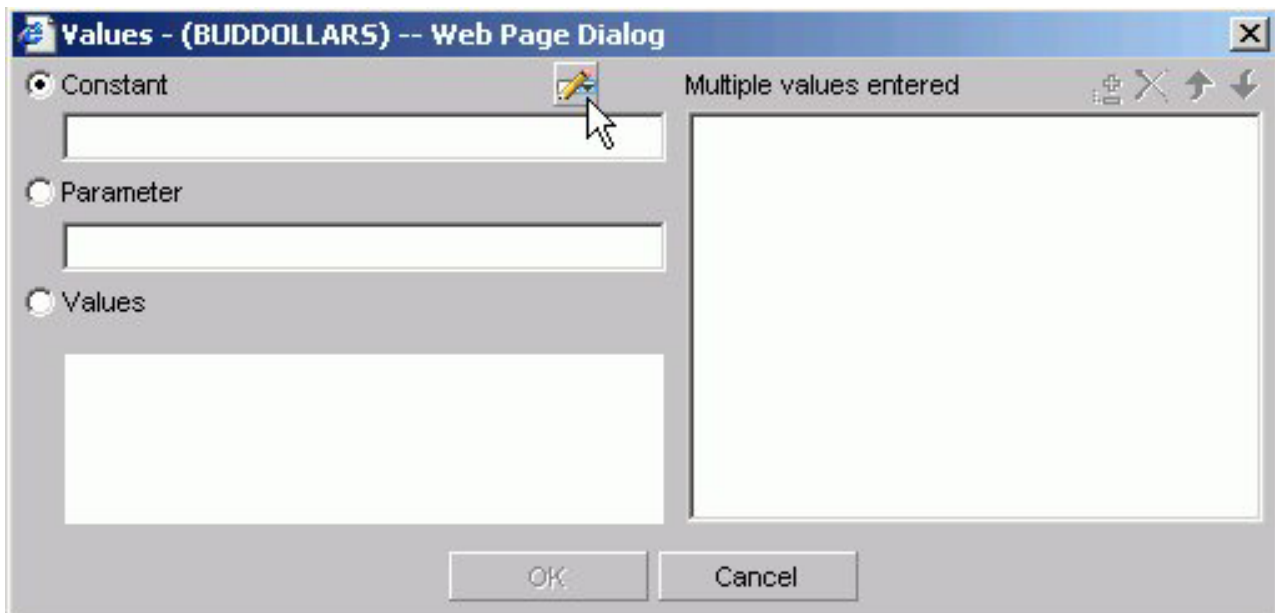 Values - (BUDDOLLARS) -- Web Page Dialog
Constant
Parameter
Values
Multiple values entered
OK
Cancel